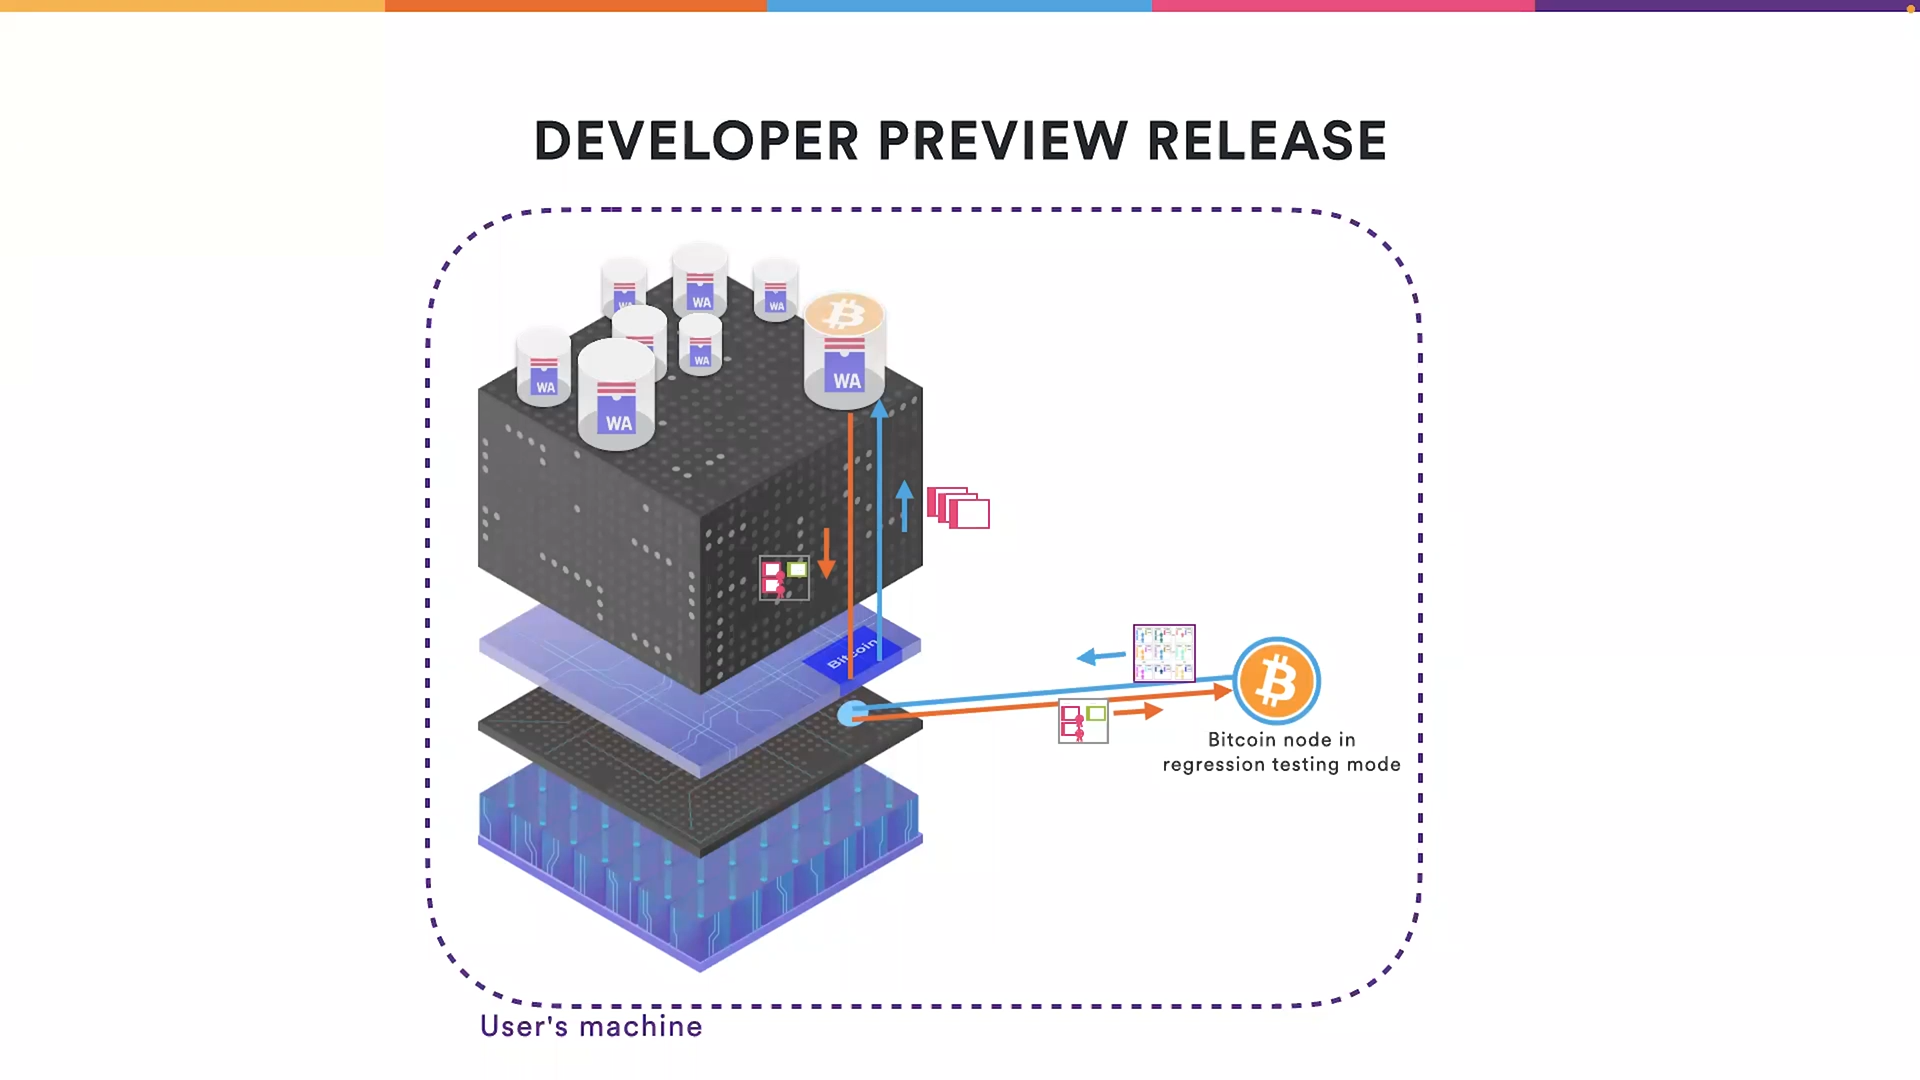 DEVELOPER PREVIEW RELEASE
WA
WA
WA
WA
WA
WA
WA
Bitcoin
Bitcoin node in
regression testing mode
User's machine